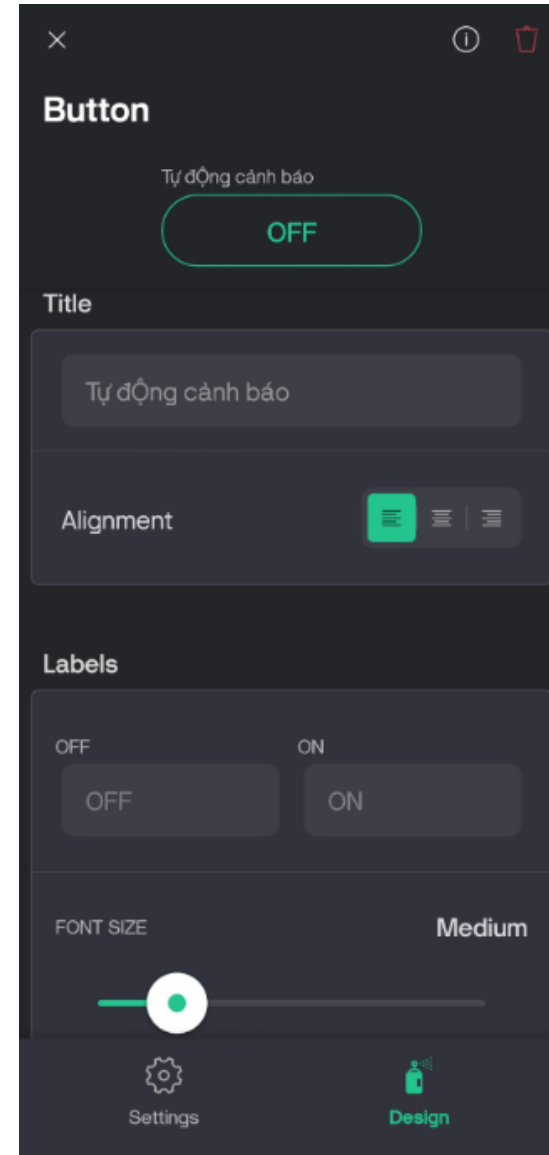 Button
Tự động cảnh báo
OFF
Title
Tự động cảnh báo
Alignment
Labels
OFF ON
OFF ON
FONT SIZE Medium
Settings Design